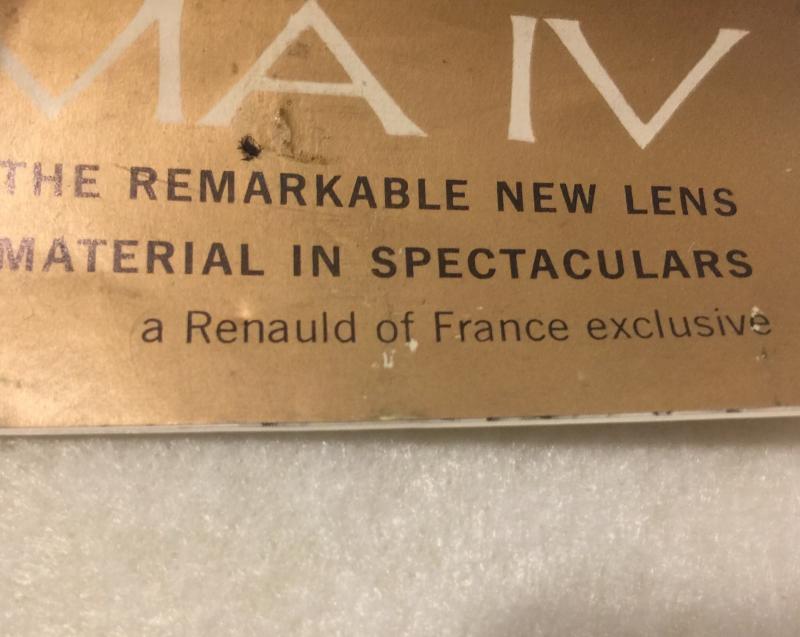 MA IV
THE REMARKABLE NEW LENS
MATERIAL IN SPECTACULARS
a Renauld of France exclusive